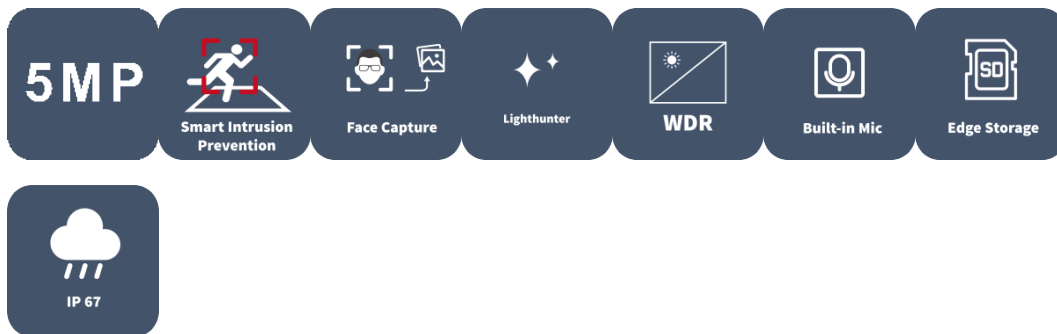 5MP
Smart Intrusion
Prevention
Face Capture
Lighthunter
WDR
Built-in Mic
SD
Edge Storage
IP 67